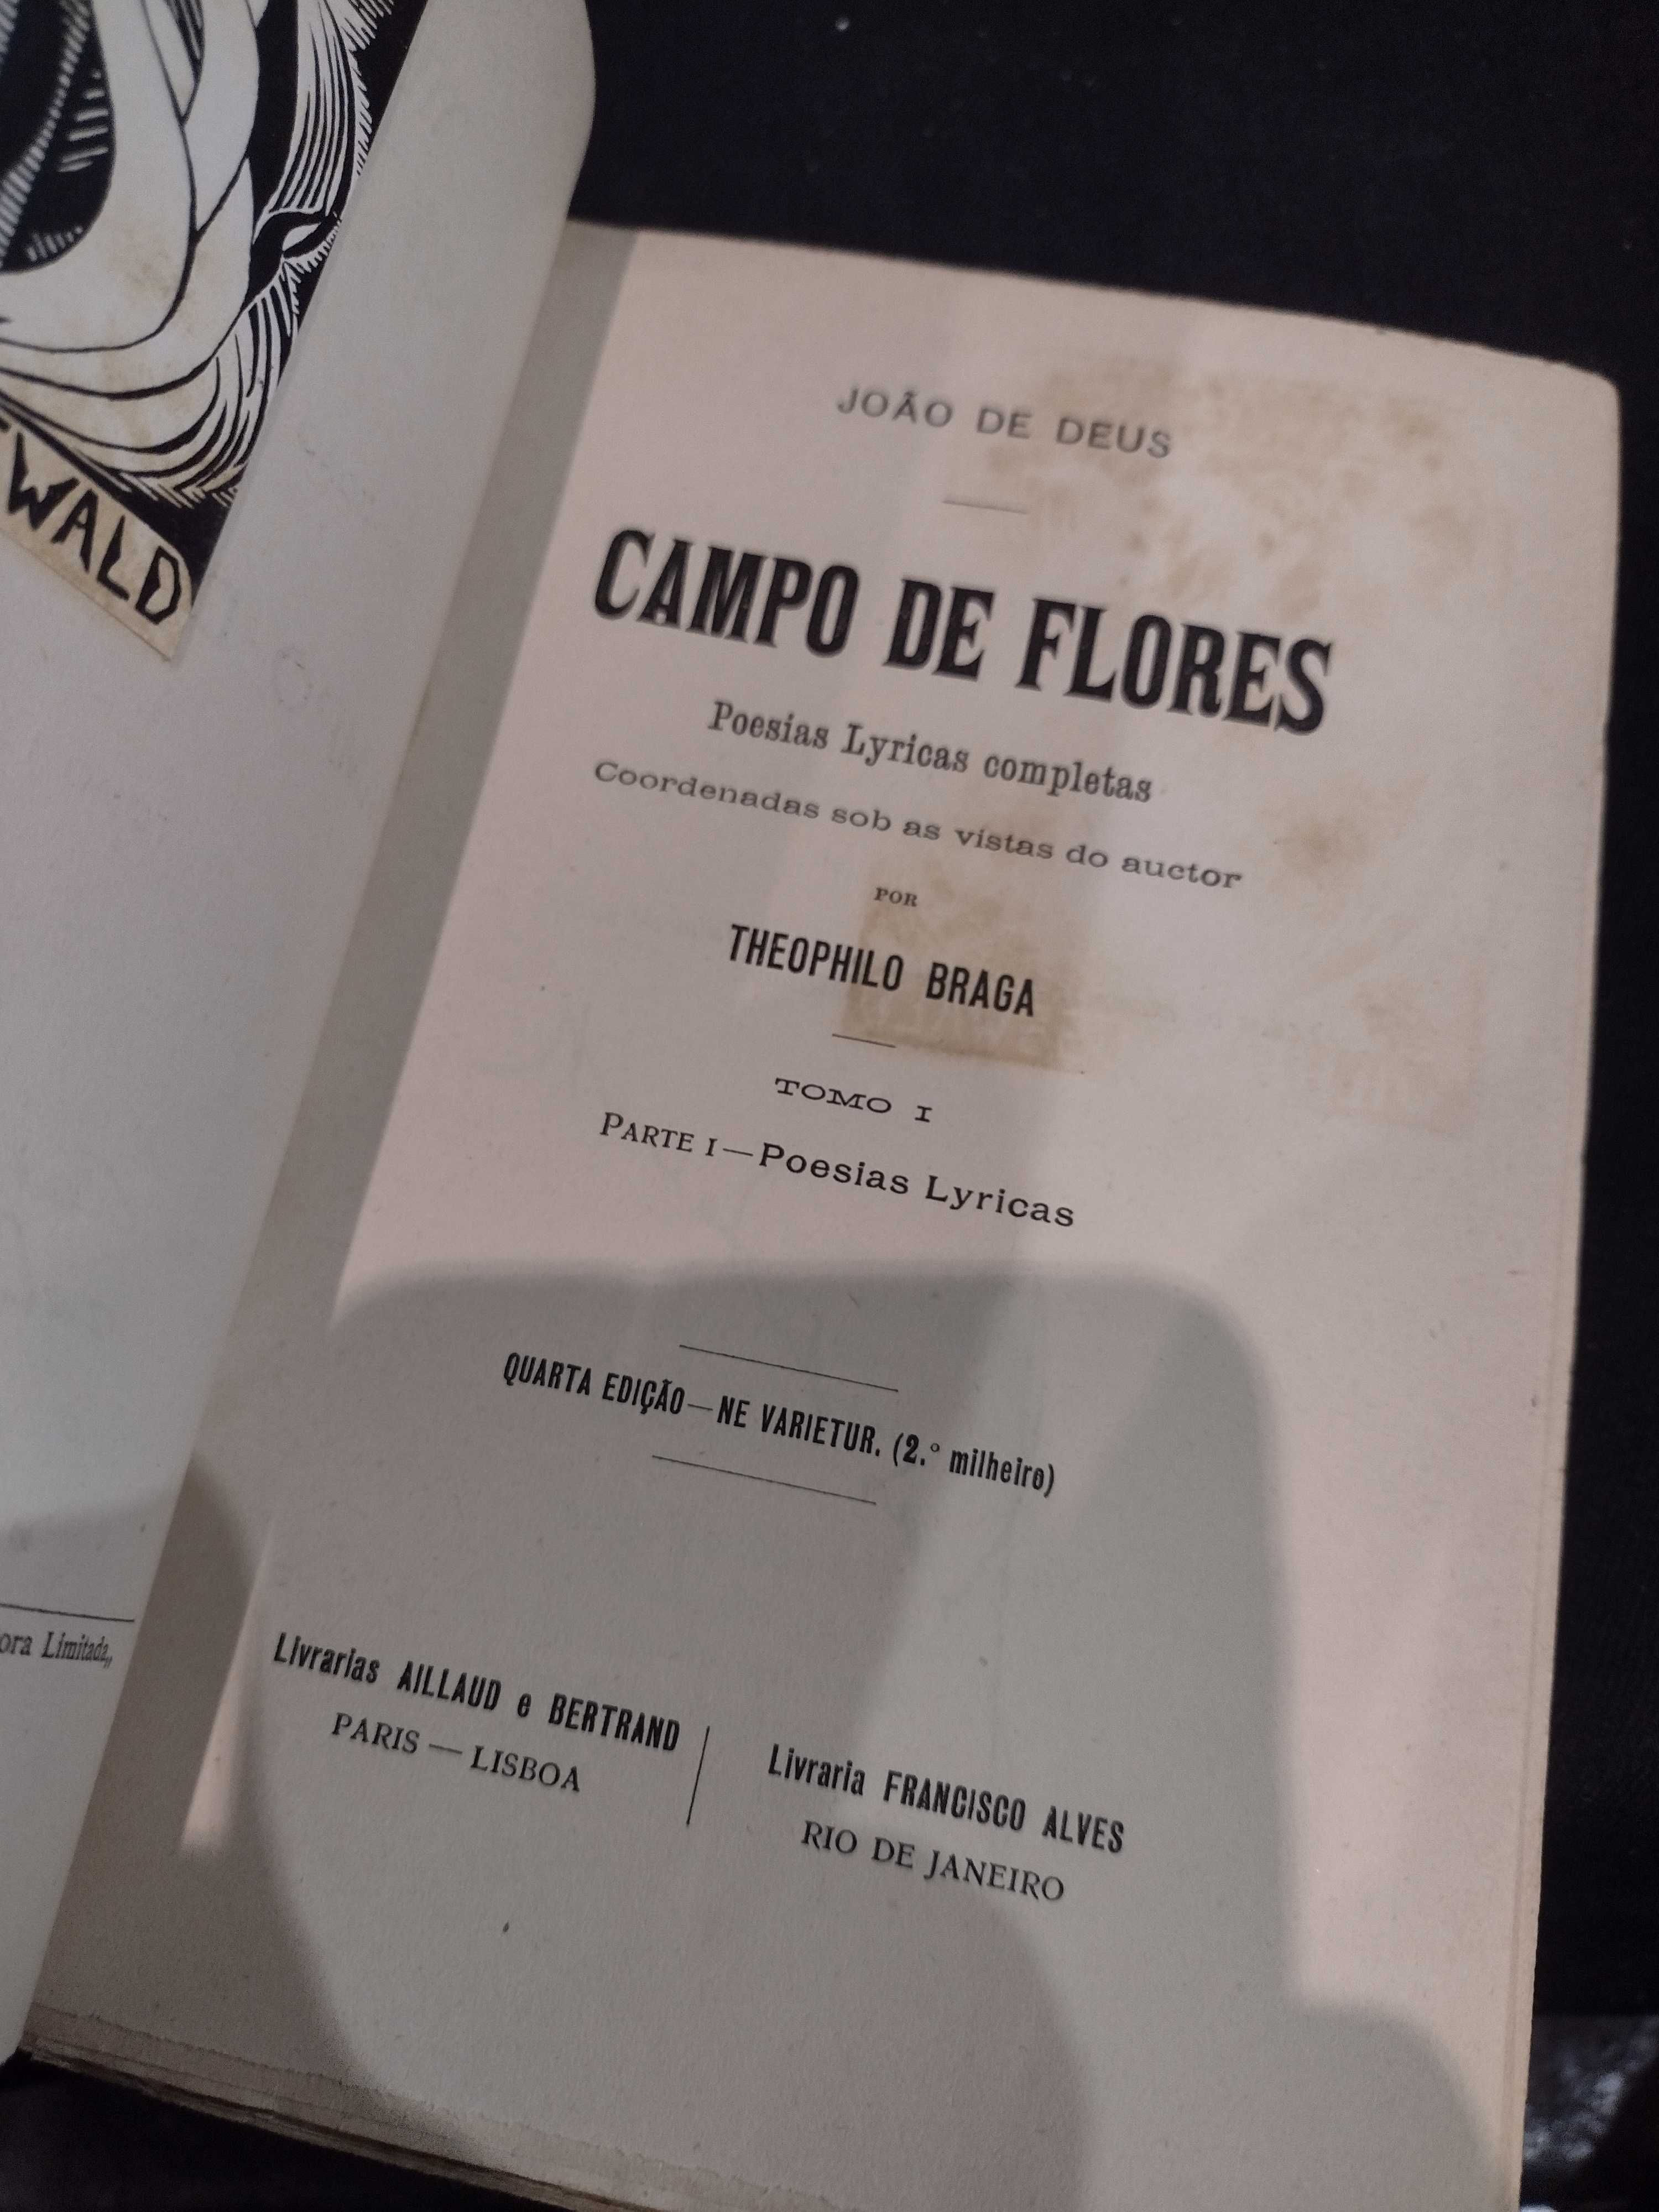 WALD
ora Limitada,,
JOÃO DE DEUS
CAMPO DE FLORES
Poesias Lyricas completas
Coordenadas sob as vistas do auctor
POR
THEOPHILO BRAGA
TOMO I
PARTE I—Poesias Lyricas
QUARTA EDIÇÃO—NE VARIETUR. (2.º milheiro)
Livrarias AILLAUD e BERTRAND
PARIS — LISBOA
Livraria FRANCISCO ALVES
RIO DE JANEIRO